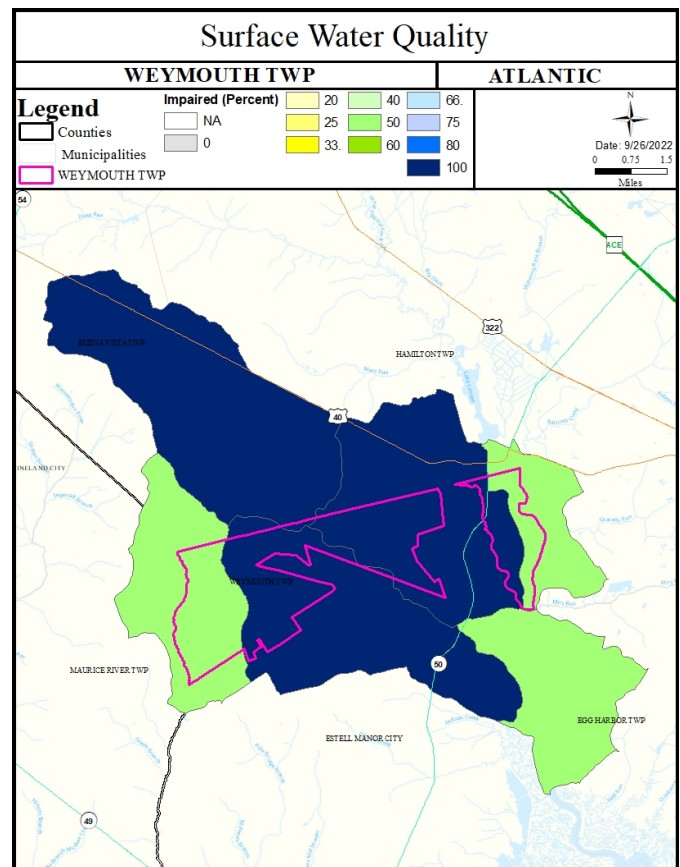 Surface Water Quality
WEYMOUTH TWP
ATLANTIC
Legend
Counties
Municipalities
WEYMOUTH TWP
Impaired (Percent)
NA
0
20
25
33.
40
50
60
66.
75
80
100
N
Date: 9/26/2022
0 0.75 1.5
Miles
54
ACE
322
BUENA VISTA TWP
HAMILTON TWP
40
INELAND CITY
WEYMOUTH TWP
MAURICE RIVER TWP
50
EGG HARBOR TWP
ESTELL MANOR CITY
49